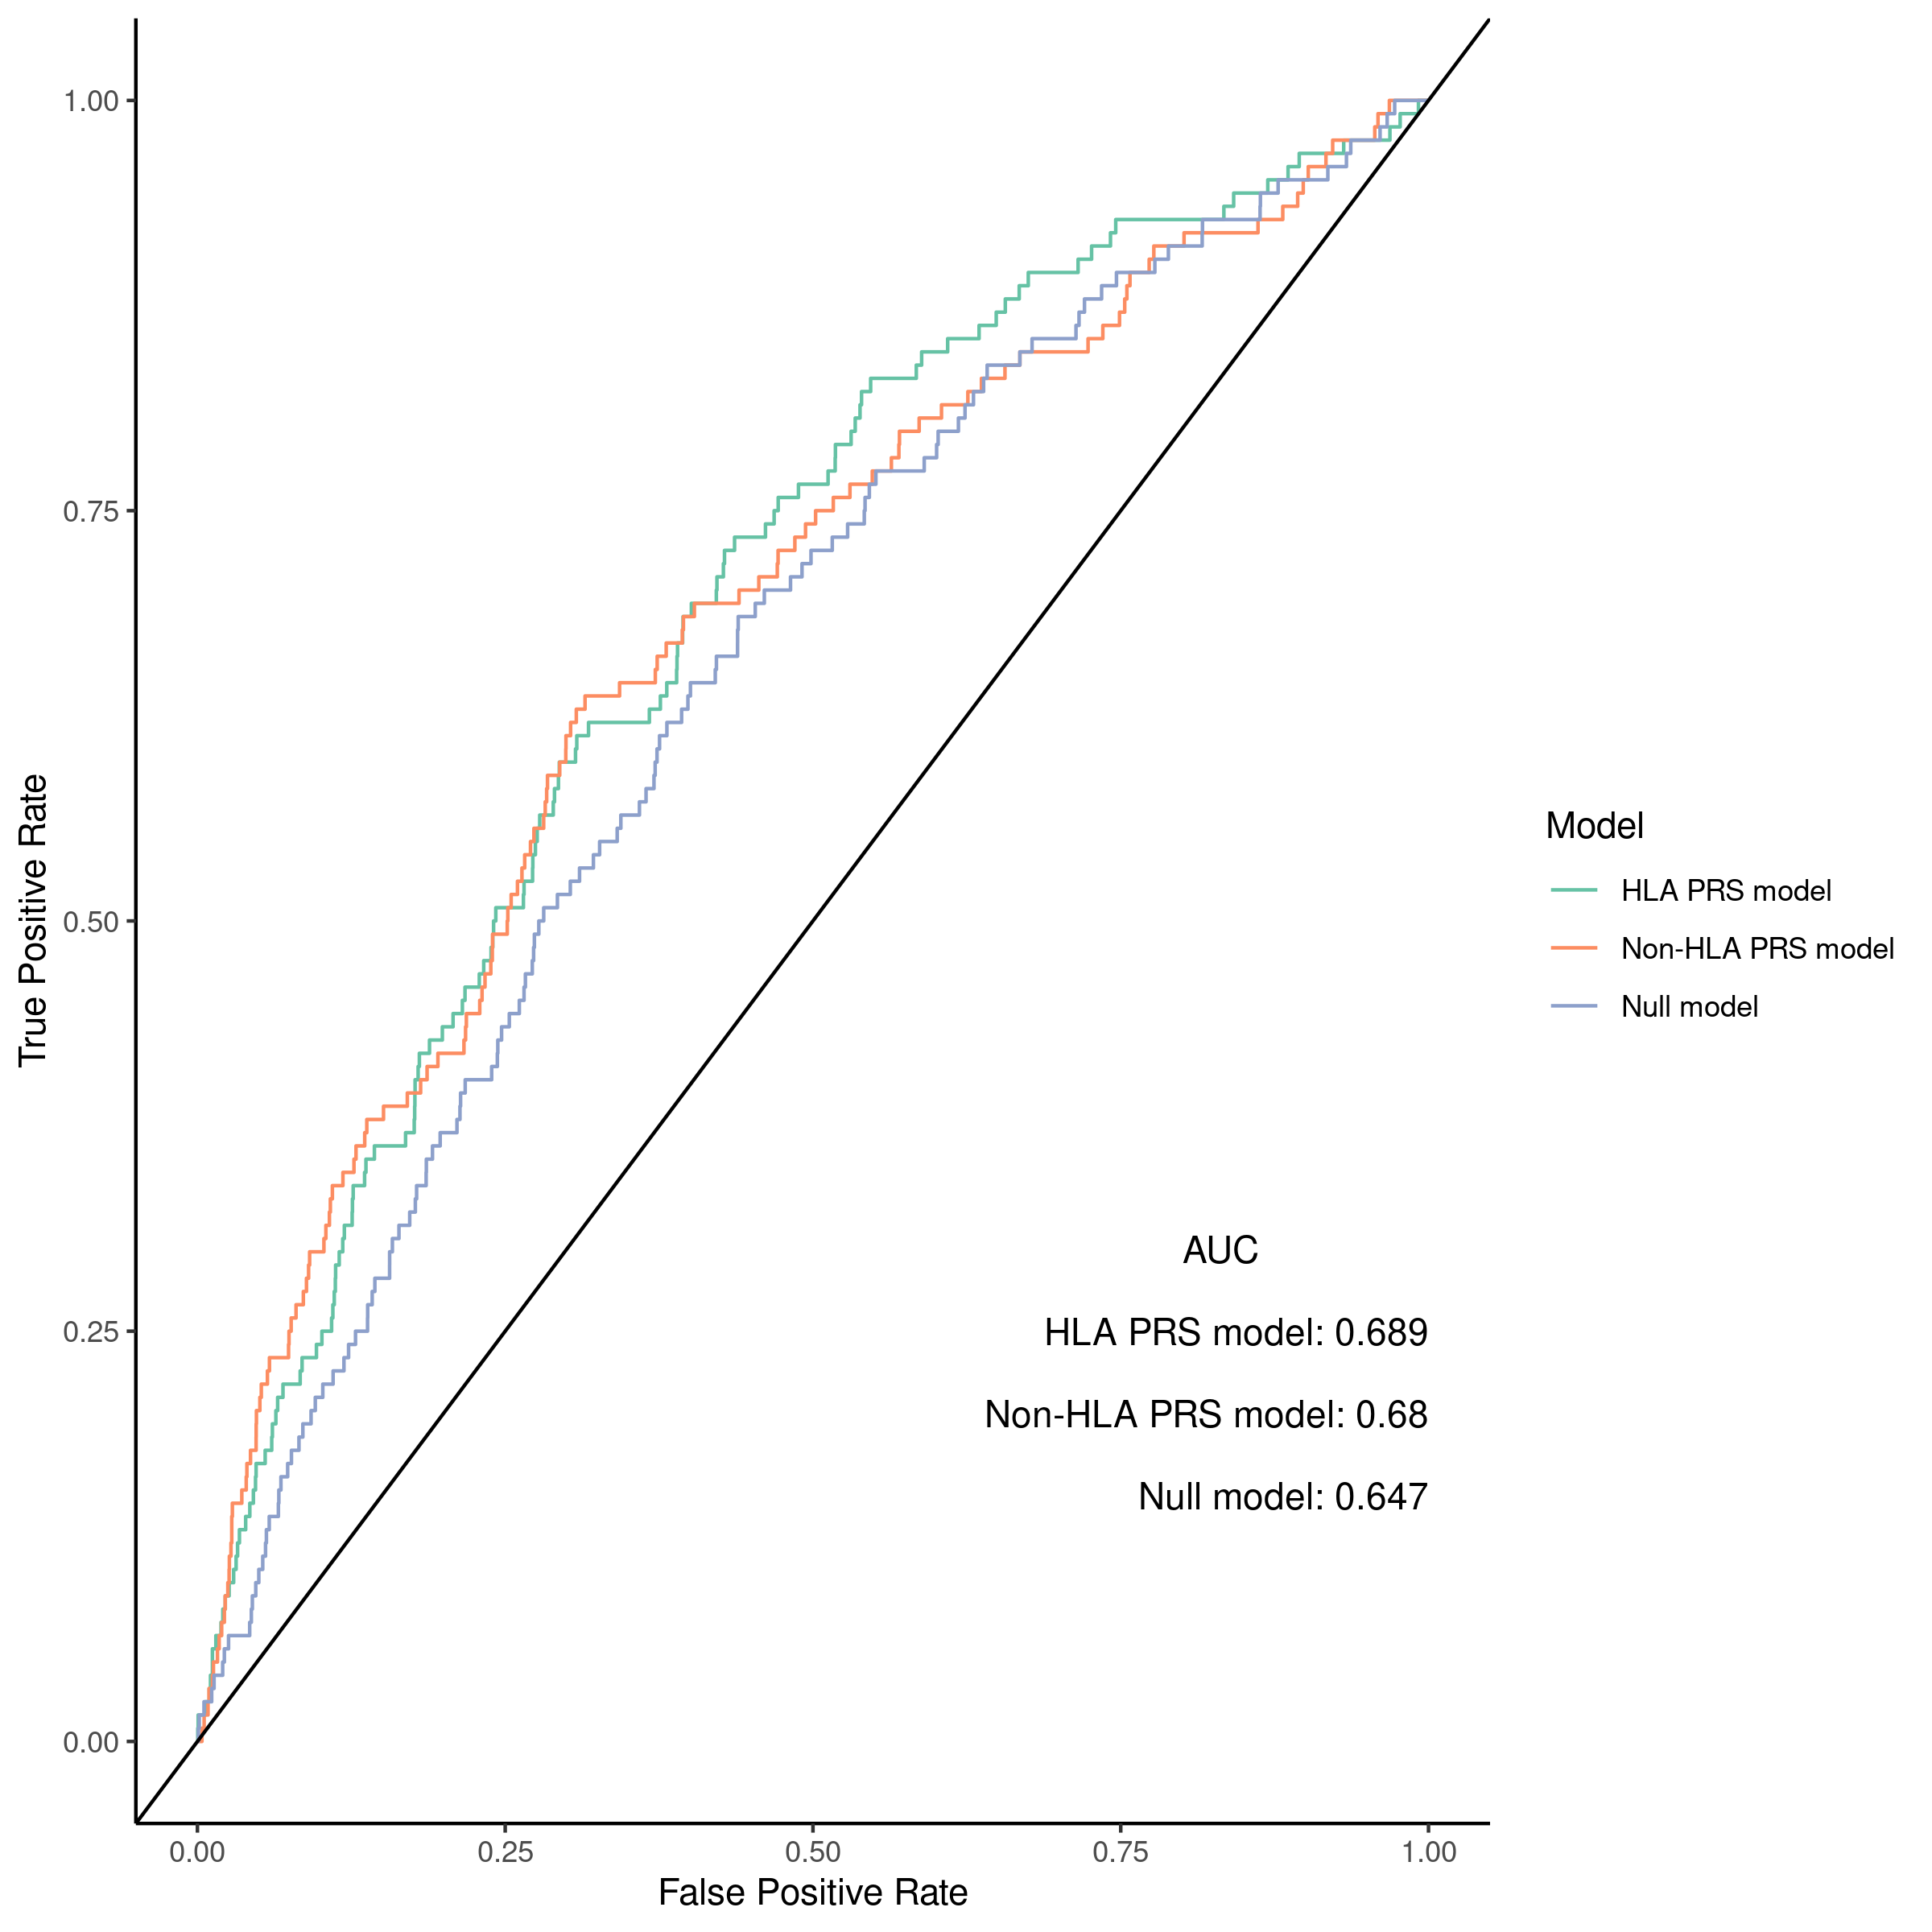 1.00
0.75
0.50
0.25
0.00
True Positive Rate
0.00 0.25 0.50 0.75 1.00
False Positive Rate
AUC
HLA PRS model: 0.689
Non-HLA PRS model: 0.68
Null model: 0.647
Model
HLA PRS model
Non-HLA PRS model
Null model